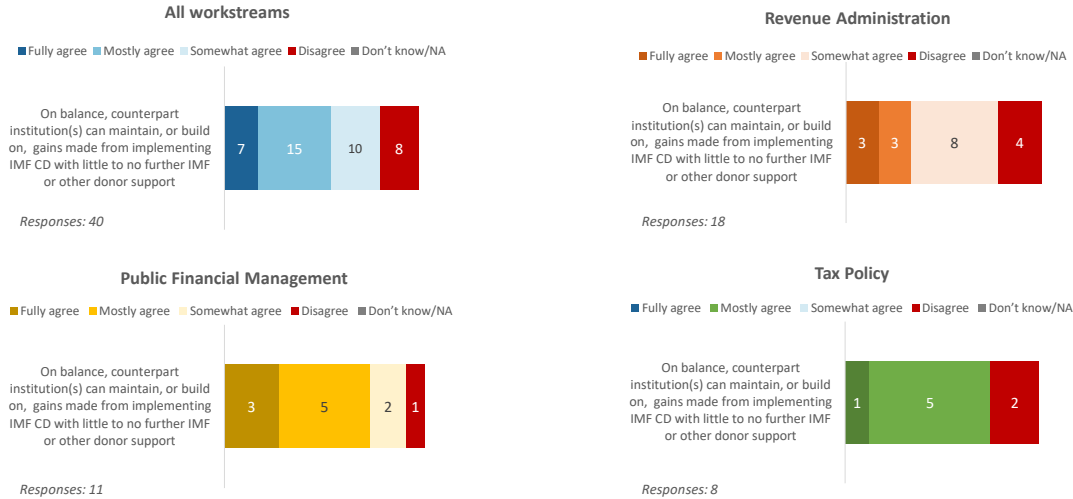 All workstreams
Fully agree Mostly agree Somewhat agree Disagree Don't know/NA
On balance, counterpart
institution(s) can maintain, or build
on, gains made from implementing
IMF CD with little to no further IMF
or other donor support
7 15 10 8
Responses: 40
Revenue Administration
Fully agree Mostly agree Somewhat agree Disagree Don't know/NA
On balance, counterpart
institution(s) can maintain, or build
on, gains made from implementing
IMF CD with little to no further IMF
or other donor support
3 3 8 4
Responses: 18
Public Financial Management
Fully agree Mostly agree Somewhat agree Disagree Don't know/NA
On balance, counterpart
institution(s) can maintain, or build
on, gains made from implementing
IMF CD with little to no further IMF
or other donor support
3 5 2 1
Responses: 11
Tax Policy
Fully agree Mostly agree Somewhat agree Disagree Don't know/NA
On balance, counterpart
institution(s) can maintain, or build
on, gains made from implementing
IMF CD with little to no further IMF
or other donor support
1 5 2
Responses: 8